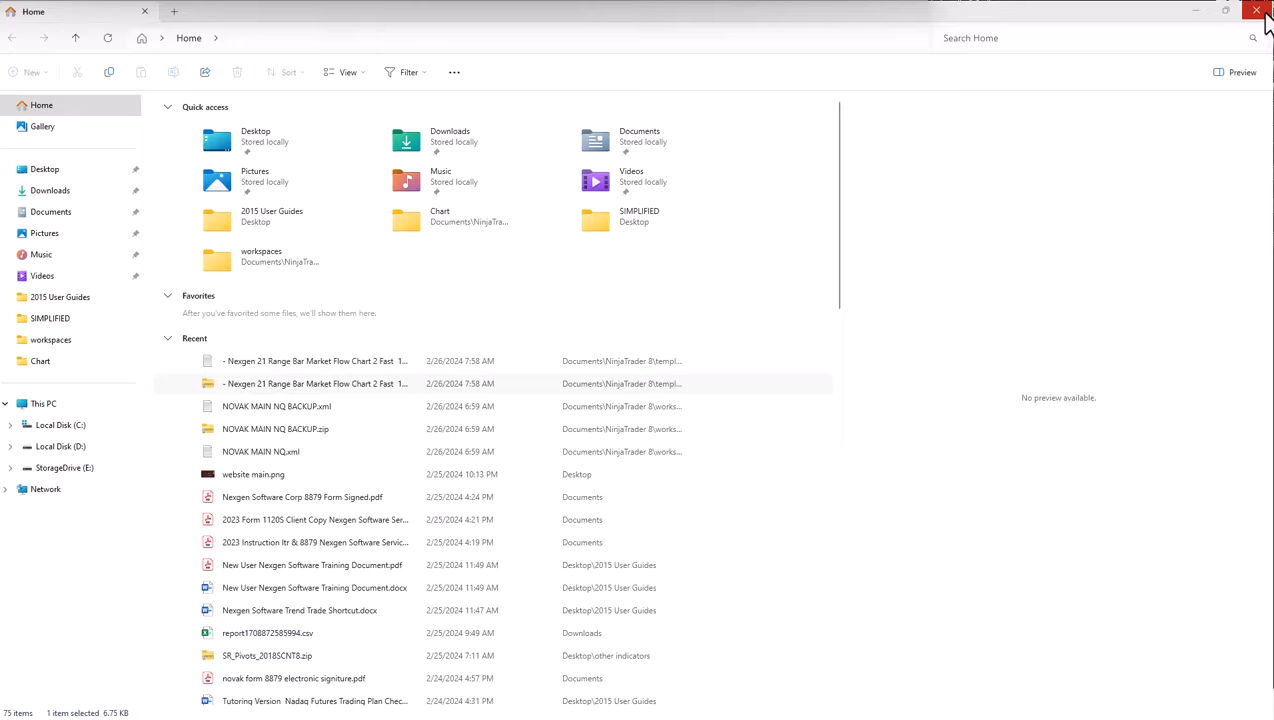 Home
Home
Search Home
New
Sort
View
Filter
Preview
Home
Gallery
Desktop
Downloads
Documents
Pictures
Music
Videos
2015 User Guides
SIMPLIFIED
workspaces
Chart
This PC
Local Disk (C:)
Local Disk (D:)
StorageDrive (E:)
Network
Quick access
Desktop
Stored locally
Downloads
Stored locally
Documents
Stored locally
Pictures
Stored locally
Music
Stored locally
Videos
Stored locally
2015 User Guides
Desktop
Chart
Documents\NinjaTra...
SIMPLIFIED
Desktop
workspaces
Documents\NinjaTra...
Favorites
After you've favorited some files, we'll show them here.
Recent
- Nexgen 21 Range Bar Market Flow Chart 2 Fast 1... 2/26/2024 7:58 AM Documents\NinjaTrader 8\templ...
- Nexgen 21 Range Bar Market Flow Chart 2 Fast 1... 2/26/2024 7:58 AM Documents\NinjaTrader 8\templ...
NOVAK MAIN NQ BACKUP.xml 2/26/2024 6:59 AM Documents\NinjaTrader 8\works...
NOVAK MAIN NQ BACKUP.zip 2/26/2024 6:59 AM Documents\NinjaTrader 8\works...
NOVAK MAIN NQ.xml 2/26/2024 6:59 AM Documents\NinjaTrader 8\works...
website main.png 2/25/2024 10:13 PM Desktop
Nexgen Software Corp 8879 Form Signed.pdf 2/25/2024 4:24 PM Documents
2023 Form 1120S Client Copy Nexgen Software Ser... 2/25/2024 4:21 PM Documents
2023 Instruction ltr & 8879 Nexgen Software Servic... 2/25/2024 4:19 PM Documents
New User Nexgen Software Training Document.pdf 2/25/2024 11:49 AM Desktop\2015 User Guides
New User Nexgen Software Training Document.docx 2/25/2024 11:49 AM Desktop\2015 User Guides
Nexgen Software Trend Trade Shortcut.docx 2/25/2024 11:47 AM Desktop\2015 User Guides
report1708872585994.csv 2/25/2024 9:49 AM Downloads
SR_Pivots_2018SCNT8.zip 2/25/2024 7:11 AM Desktop\other indicators
novak form 8879 electronic signiture.pdf 2/24/2024 4:57 PM Documents
Tutoring Version Nadaq Futures Trading Plan Chec... 2/24/2024 4:31 PM Documents
No preview available.
75 items 1 item selected 6.75 KB